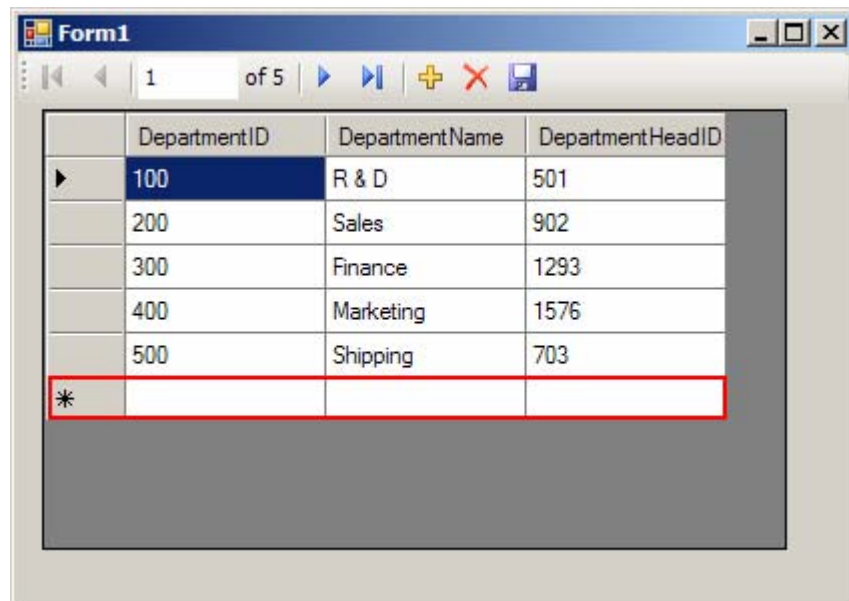 Form1
1 of 5
DepartmentID DepartmentName DepartmentHeadID
100 R & D 501
200 Sales 902
300 Finance 1293
400 Marketing 1576
500 Shipping 703